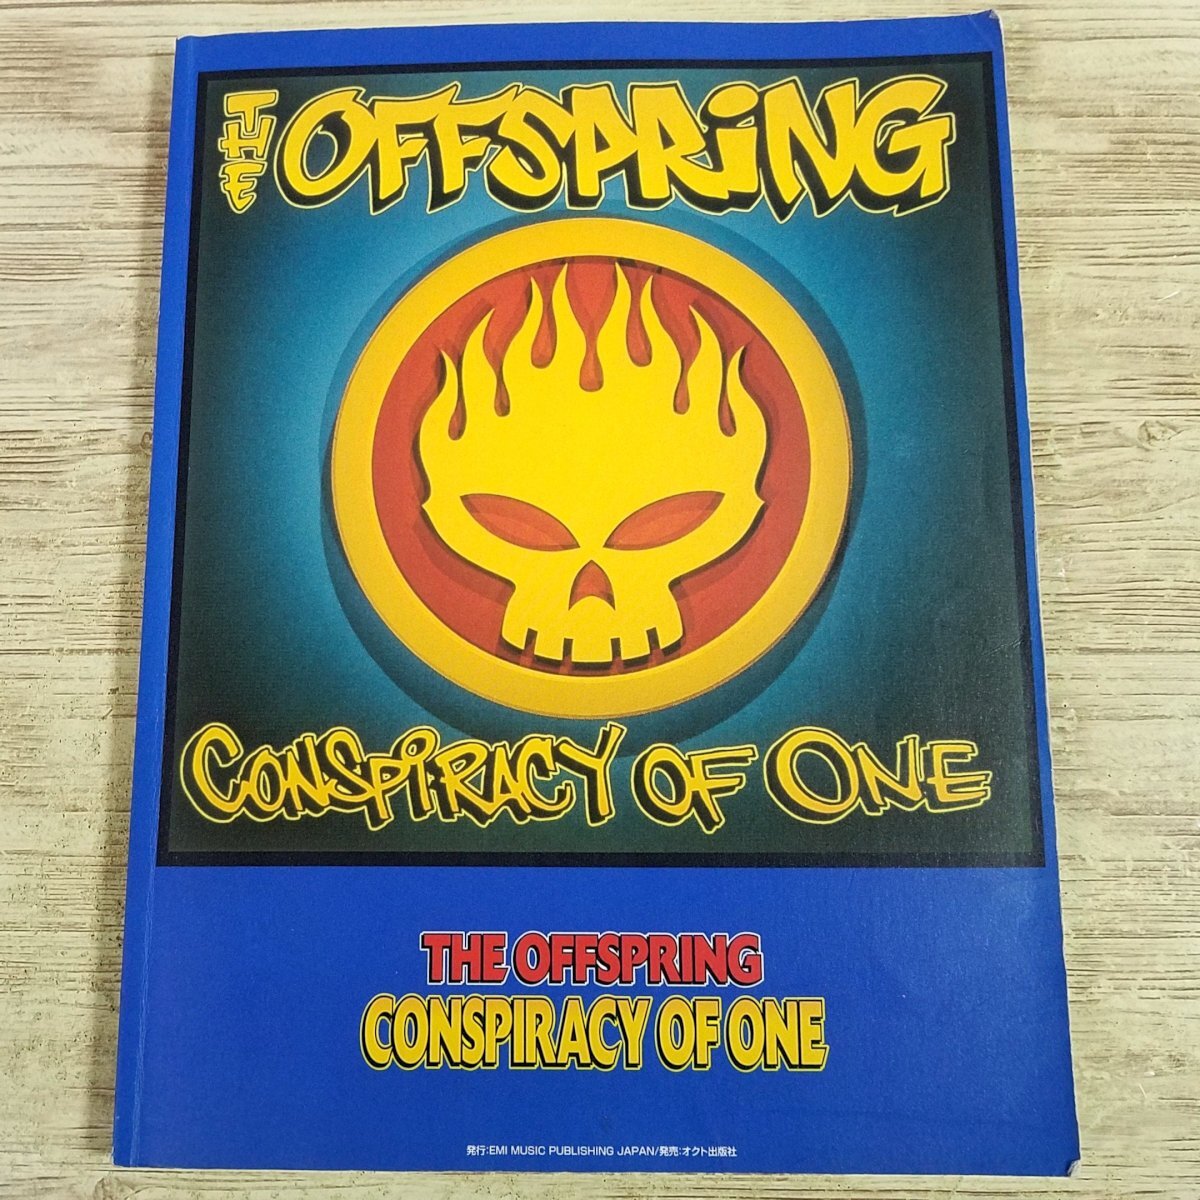 THE OFFSPRiNG
CONSPiRACY OF ONE
THE OFFSPRING
CONSPIRACY OF ONE
発行:EMI MUSIC PUBLISHING JAPAN/発売:オクト出版社